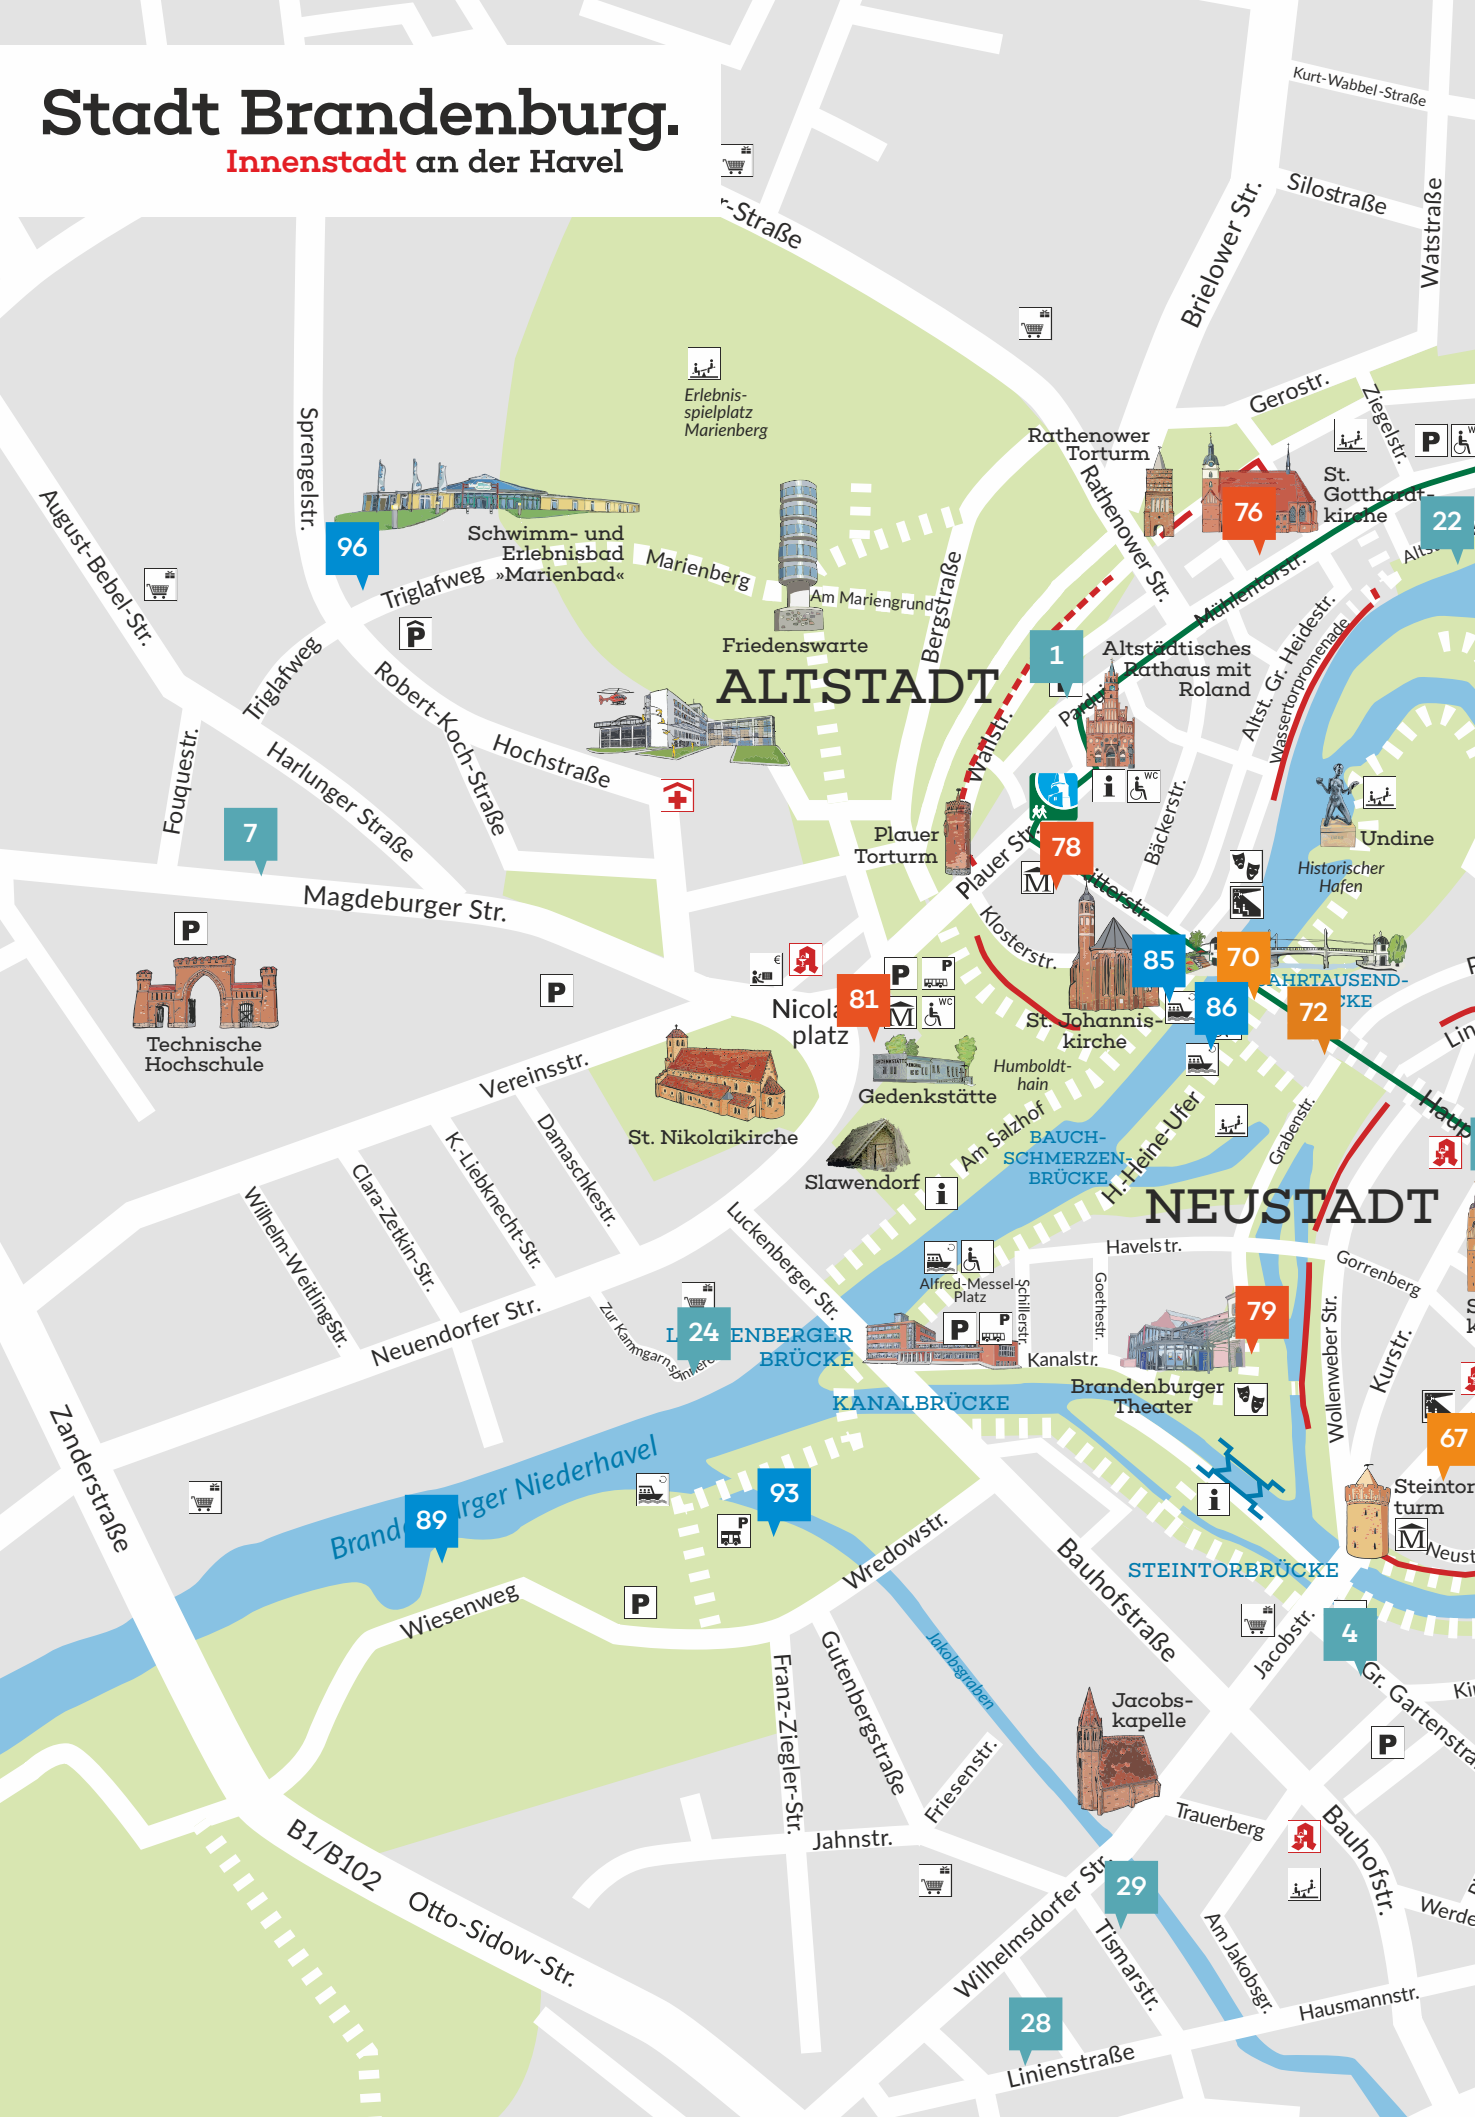 Stadt Brandenburg.
Innenstadt an der Havel
Kurt-Wabbel-Straße
Silostraße
Watstraße
r-Straße
Brielower Str.
Erlebnis-
spielplatz
Marienberg
Gerostr.
Ziegelstr.
Rathenower
Torturm
St.
Gotthardt-
kirche
76
22
P
Rathenower Str.
Sprengelstr.
August-Bebel-Str.
96
Schwimm- und
Erlebnisbad
»Marienbad«
Marienberg
Am Mariengrund
Bergstraße
Triglafweg
Triglafweg
P
Friedenswarte
ALTSTADT
Mühlentorstr.
Altst. Gr. Heidestr.
Wassertorpromenade
1
Altstädtisches
Rathaus mit
Roland
Wallstr.
Robert-Koch-Straße
Hochstraße
Fouquestr.
Harlunger Straße
7
i
WC
Bäckerstr.
Undine
Historischer
Hafen
Plauer
Torturm
Plauer Str.
78
M
Klosterstr.
Magdeburger Str.
P
Technische
Hochschule
P
€
A
81
P
P
M
WC
platz
85
70
86
72
St. Johannis-
kirche
Humboldt-
hain
Gedenkstätte
Vereinsstr.
St. Nikolaikirche
Slawendorf
i
Am Salzhof
BAUCH-
SCHMERZEN-
BRÜCKE
H.-Heine-Ufer
Grabenstr.
A
NEUSTADT
Damaschkestr.
K.-Liebknecht-Str.
Clara-Zetkin-Str.
Wilhelm-Weitling Str.
Luckenberger Str.
Havelstr.
Gorrenberg
Alfred-Messel-
Platz
Schillerstr.
Goethestr.
Neuendorfer Str.
24
ENBERGER
BRÜCKE
P
P
Kanalstr.
79
Wollenweber Str.
Kurstr.
KANALBRÜCKE
Brandenburger
Theater
Zanderstraße
67
Steintor-
turm
M
89
93
P
i
STEINTORBRÜCKE
Wredowstr.
Bauhofstraße
Wiesenweg
P
Jacobstr.
4
Gr. Gartenstra
Jakobsgraben
Franz-Ziegler-Str.
Gutenbergstraße
Friesenstr.
Jacobs-
kapelle
P
Trauerberg
A
Bauhofstr.
Jahnstr.
B1/B102
Otto-Sidow-Str.
29
Wilhelmsdorfer Str.
Tismarstr.
Am Jakobsgr.
Werde
Hausmannstr.
28
Linienstraße